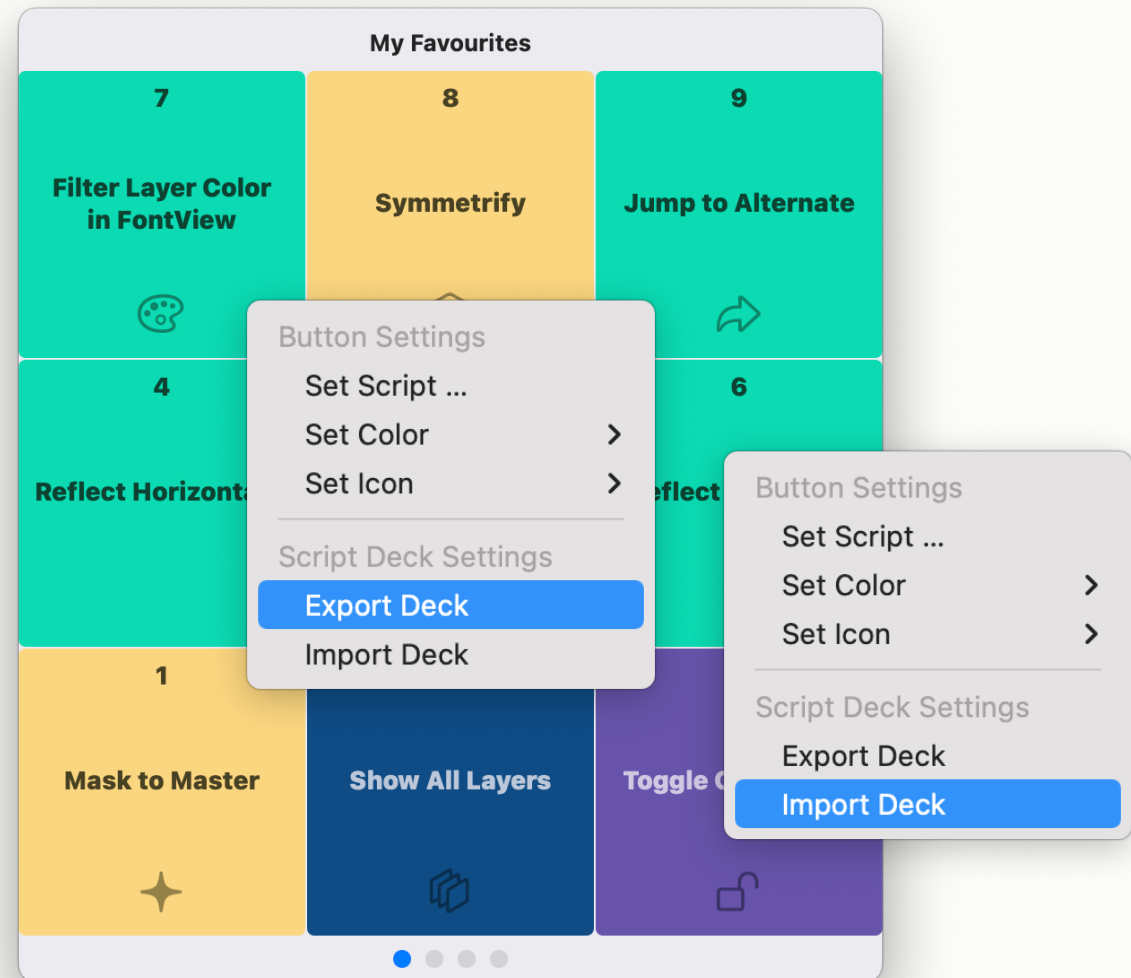 My Favourites
7
Filter Layer Color
in FontView
8
Symmetrify
9
Jump to Alternate
4
Reflect
6
1
Mask to Master
Show All Layers
Toggle
Button Settings
Set Script ...
Set Color
Set Icon
Script Deck Settings
Export Deck
Import Deck
Button Settings
Set Script ...
Set Color
Set Icon
Script Deck Settings
Export Deck
Import Deck